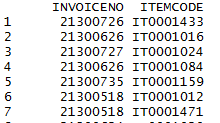 INVOICENO ITEMCODE
1 21300726 IT0001433
2 21300626 IT0001016
3 21300727 IT0001024
4 21300626 IT0001084
5 21300735 IT0001159
6 21300518 IT0001012
7 21300518 IT0001471